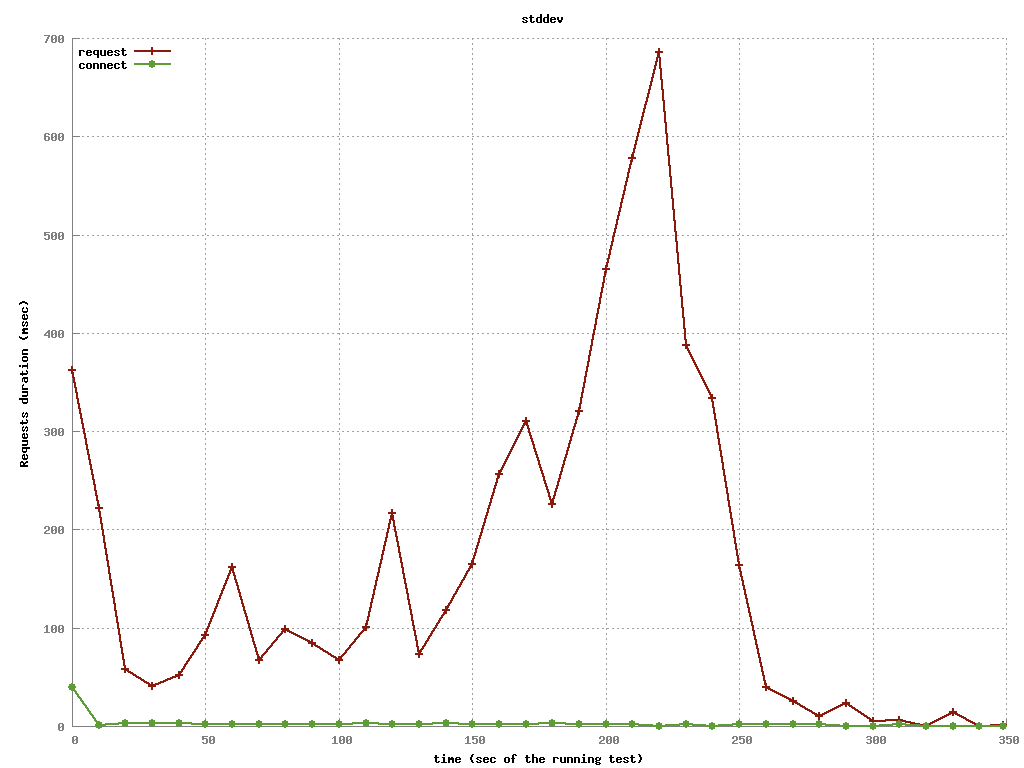 stddev
700
request
connect
600
500
400
300
200
100
0
Requests duration (msec)
0 50 100 150 200 250 300 350
time (sec of the running test)